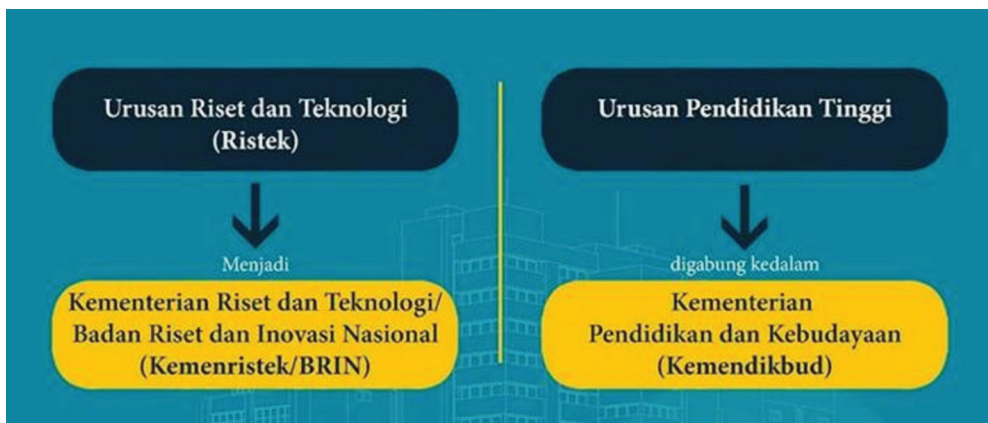 Urusan Riset dan Teknologi
(Ristek)
Menjadi
Kementerian Riset dan Teknologi/
Badan Riset dan Inovasi Nasional
(Kemenristek/BRIN)
Urusan Pendidikan Tinggi
digabung kedalam
Kementerian
Pendidikan dan Kebudayaan
(Kemendikbud)